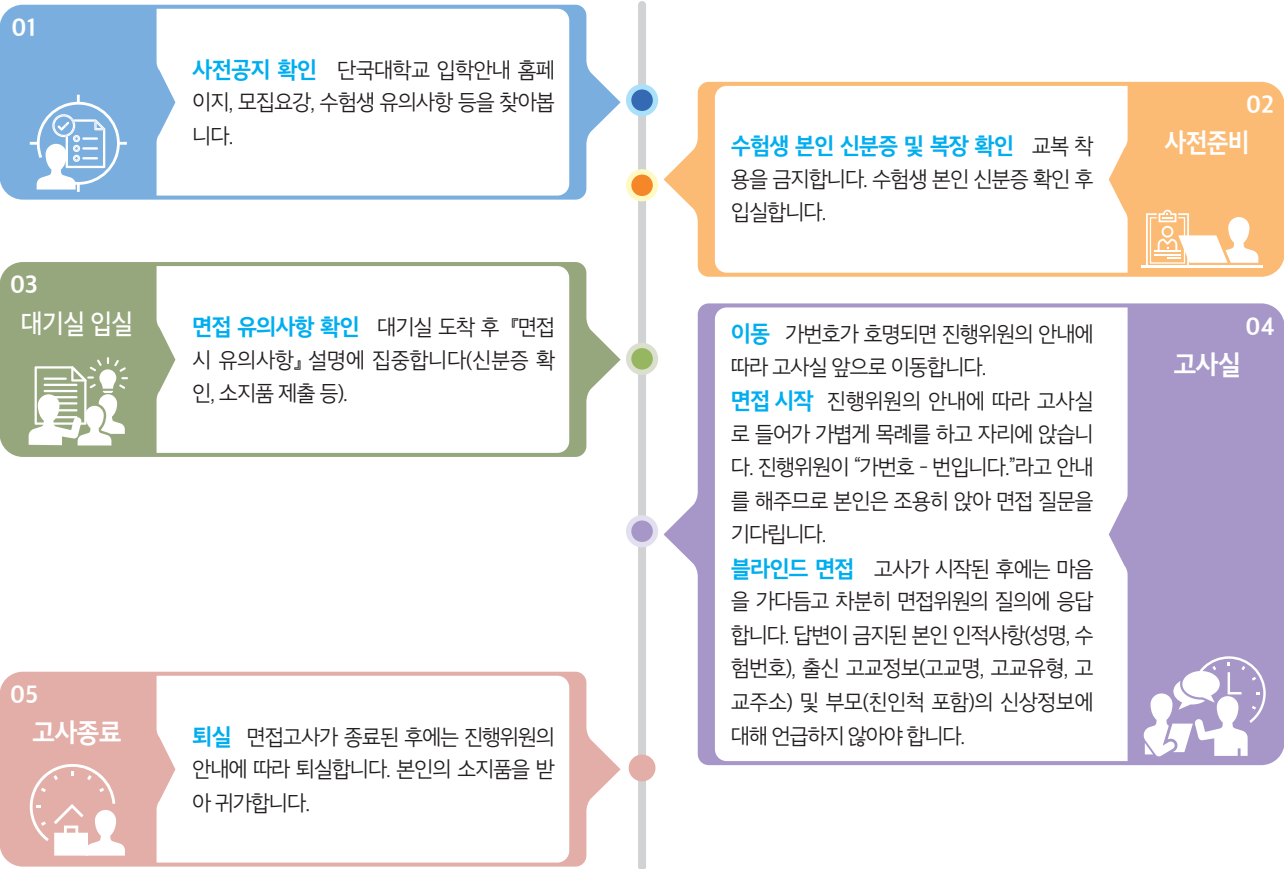 01
사전공지 확인 단국대학교 입학안내 홈페
이지, 모집요강, 수험생 유의사항 등을 찾아봅
니다.
02
사전준비
수험생 본인 신분증 및 복장 확인 교복 착
용을 금지합니다. 수험생 본인 신분증 확인 후
입실합니다.
03
대기실 입실
면접 유의사항 확인 대기실 도착 후 『면접
시 유의사항』 설명에 집중합니다(신분증 확
인, 소지품 제출 등).
04
고사실
이동 가번호가 호명되면 진행위원의 안내에
따라 고사실 앞으로 이동합니다.
면접 시작 진행위원의 안내에 따라 고사실
로 들어가 가볍게 목례를 하고 자리에 앉습니
다. 진행위원이 “가번호 - 번입니다.”라고 안내
를 해주므로 본인은 조용히 앉아 면접 질문을
기다립니다.
블라인드 면접 고사가 시작된 후에는 마음
을 가다듬고 차분히 면접위원의 질의에 응답
합니다. 답변이 금지된 본인 인적사항(성명, 수
험번호), 출신 고교정보(고교명, 고교유형, 고
교주소) 및 부모(친인척 포함)의 신상정보에
대해 언급하지 않아야 합니다.
05
고사종료
퇴실 면접고사가 종료된 후에는 진행위원의
안내에 따라 퇴실합니다. 본인의 소지품을 받
아 귀가합니다.